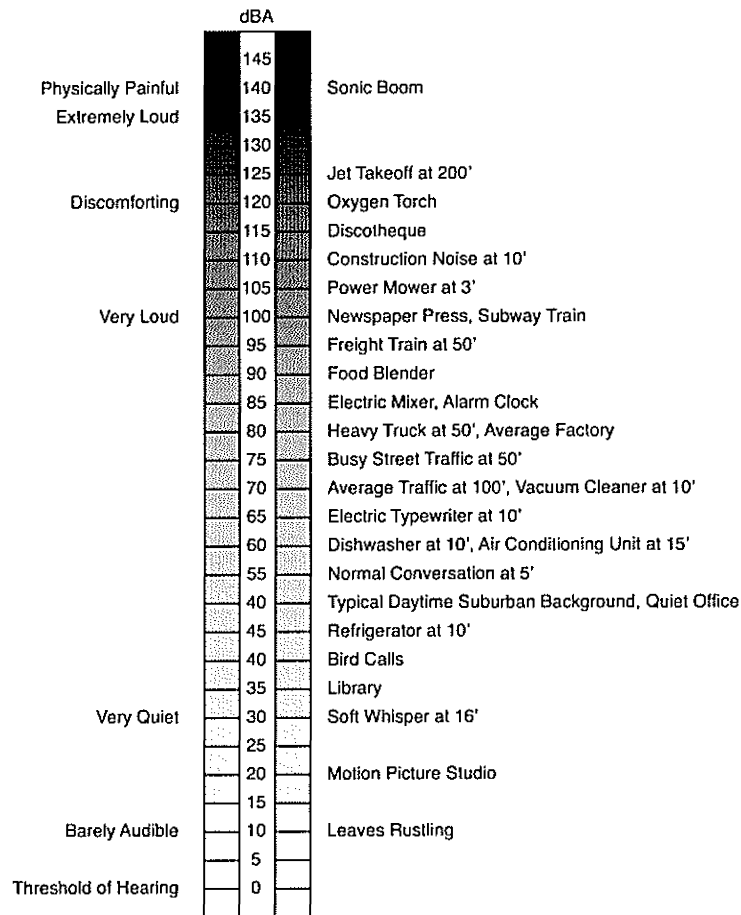 dBA
145
Physically Painful 140 Sonic Boom
Extremely Loud 135
130
125 Jet Takeoff at 200'
Discomforting 120 Oxygen Torch
115 Discotheque
110 Construction Noise at 10'
105 Power Mower at 3'
Very Loud 100 Newspaper Press, Subway Train
95 Freight Train at 50'
90 Food Blender
85 Electric Mixer, Alarm Clock
80 Heavy Truck at 50', Average Factory
75 Busy Street Traffic at 50'
70 Average Traffic at 100', Vacuum Cleaner at 10'
65 Electric Typewriter at 10'
60 Dishwasher at 10', Air Conditioning Unit at 15'
55 Normal Conversation at 5'
40 Typical Daytime Suburban Background, Quiet Office
45 Refrigerator at 10'
40 Bird Calls
35 Library
Very Quiet 30 Soft Whisper at 16'
25
20 Motion Picture Studio
15
Barely Audible 10 Leaves Rustling
5
Threshold of Hearing 0